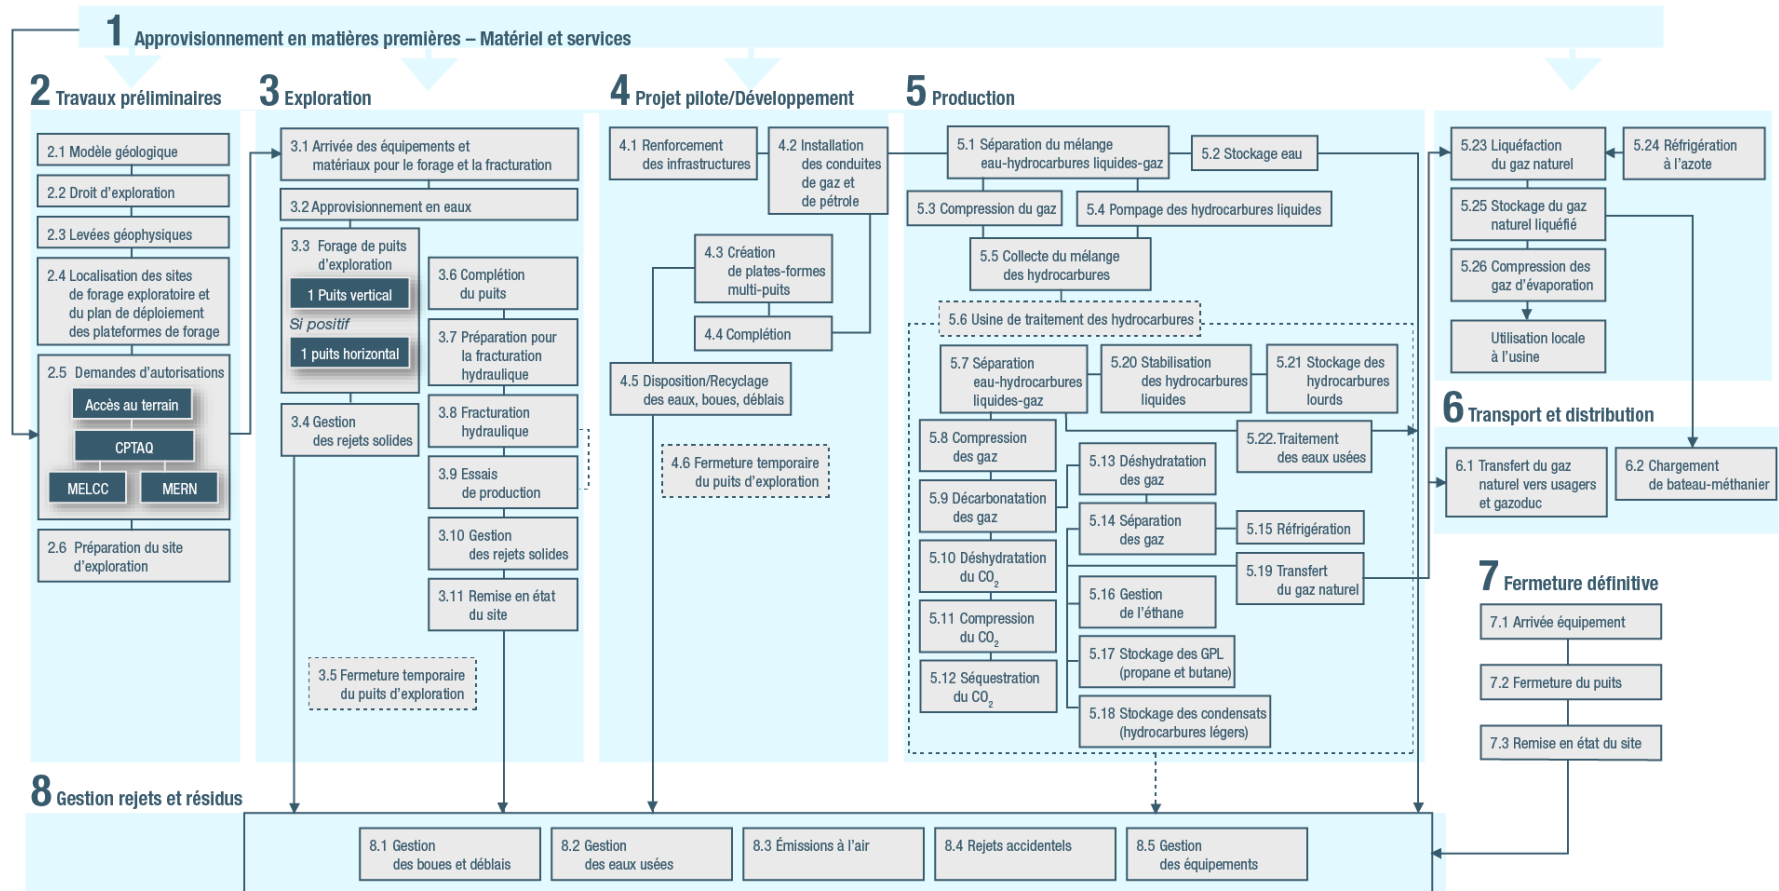 1 Approvisionnement en matières premières – Matériel et services
2 Travaux préliminaires
2.1 Modèle géologique
2.2 Droit d'exploration
2.3 Levées géophysiques
2.4 Localisation des sites
de forage exploratoire et
du plan de déploiement
des plateformes de forage
2.5 Demandes d'autorisations
Accès au terrain
CPTAQ
MELCC
MERN
2.6 Préparation du site
d'exploration
3 Exploration
3.1 Arrivée des équipements et
matériaux pour le forage et la fracturation
3.2 Approvisionnement en eaux
3.3 Forage de puits
d'exploration
1 Puits vertical
Si positif
1 puits horizontal
3.4 Gestion
des rejets solides
3.5 Fermeture temporaire
du puits d'exploration
3.6 Complétion
du puits
3.7 Préparation pour
la fracturation
hydraulique
3.8 Fracturation
hydraulique
3.9 Essais
de production
3.10 Gestion
des rejets solides
3.11 Remise en état
du site
4 Projet pilote/Développement
4.1 Renforcement
des infrastructures
4.2 Installation
des conduites
de gaz et
de pétrole
4.3 Création
de plates-formes
multi-puits
4.4 Complétion
4.5 Disposition/Recyclage
des eaux, boues, déblais
4.6 Fermeture temporaire
du puits d'exploration
5 Production
5.1 Séparation du mélange
eau-hydrocarbures liquides-gaz
5.2 Stockage eau
5.3 Compression du gaz
5.4 Pompage des hydrocarbures liquides
5.5 Collecte du mélange
des hydrocarbures
5.6 Usine de traitement des hydrocarbures
5.7 Séparation
eau-hydrocarbures
liquides-gaz
5.20 Stabilisation
des hydrocarbures
liquides
5.21 Stockage des
hydrocarbures
lourds
5.8 Compression
des gaz
5.22.Traitement
des eaux usées
5.9 Décarbonatation
des gaz
5.13 Déshydratation
des gaz
5.10 Déshydratation
du CO2
5.14 Séparation
des gaz
5.15 Réfrigération
5.11 Compression
du CO2
5.16 Gestion
de l'éthane
5.19 Transfert
du gaz naturel
5.12 Séquestration
du CO2
5.17 Stockage des GPL
(propane et butane)
5.18 Stockage des condensats
(hydrocarbures légers)
5.23 Liquéfaction
du gaz naturel
5.24 Réfrigération
à l'azote
5.25 Stockage du gaz
naturel liquéfié
5.26 Compression des
gaz d'évaporation
Utilisation locale
à l'usine
6 Transport et distribution
6.1 Transfert du gaz
naturel vers usagers
et gazoduc
6.2 Chargement
de bateau-méthanier
7 Fermeture définitive
7.1 Arrivée équipement
7.2 Fermeture du puits
7.3 Remise en état du site
8 Gestion rejets et résidus
8.1 Gestion
des boues et déblais
8.2 Gestion
des eaux usées
8.3 Émissions à l'air
8.4 Rejets accidentels
8.5 Gestion
des équipements